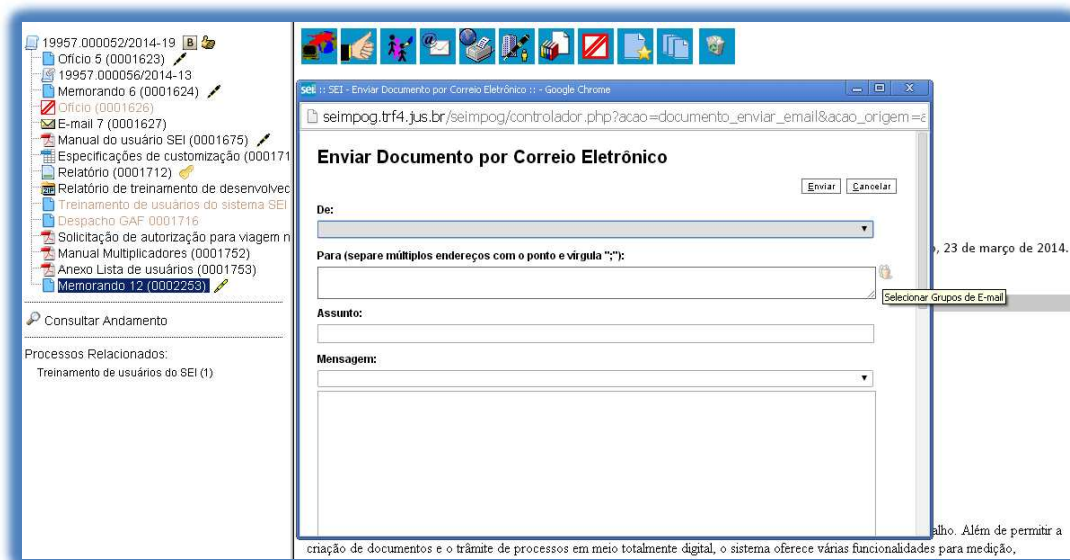 19957.000052/2014-19 B
Ofício 5 (0001623)
19957.000056/2014-13
Memorando 6 (0001624)
Ofício (0001626)
E-mail 7 (0001627)
Manual do usuário SEI (0001675)
Especificações de customização (000171
Relatório (0001712)
Relatório de treinamento de desenvolvec
Treinamento de usuários do sistema SEI
Despacho GAF 0001716
Solicitação de autorização para viagem n
Manual Multiplicadores (0001752)
Anexo Lista de usuários (0001753)
Memorando 12 (0002253)
Consultar Andamento
Processos Relacionados:
Treinamento de usuários do SEI (1)
sei :: SEI - Enviar Documento por Correio Eletrônico :: - Google Chrome
seimpog.trf4.jus.br/seimpog/controlador.php?acao=documento_enviar_email&acao_origem=a
Enviar Documento por Correio Eletrônico
Enviar Cancelar
De:
Para (separe múltiplos endereços com o ponto e vírgula ";"):
Selecionar Grupos de E-mail
Assunto:
Mensagem:
, 23 de março de 2014.
alho. Além de permitir a
criação de documentos e o trâmite de processos em meio totalmente digital, o sistema oferece várias funcionalidades para medição,